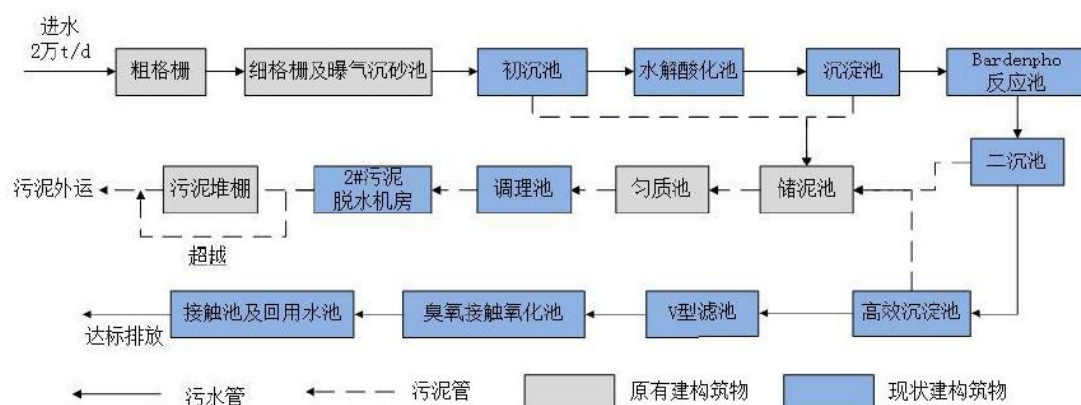 进水
2万t/d
粗格栅
细格栅及曝气沉砂池
初沉池
水解酸化池
沉淀池
Bardenpho
反应池
二沉池
污泥外运
污泥堆棚
2#污泥
脱水机房
调理池
匀质池
储泥池
超越
接触池及回用水池
臭氧接触氧化池
V型滤池
高效沉淀池
达标排放
污水管
污泥管
原有建构筑物
现状建构筑物